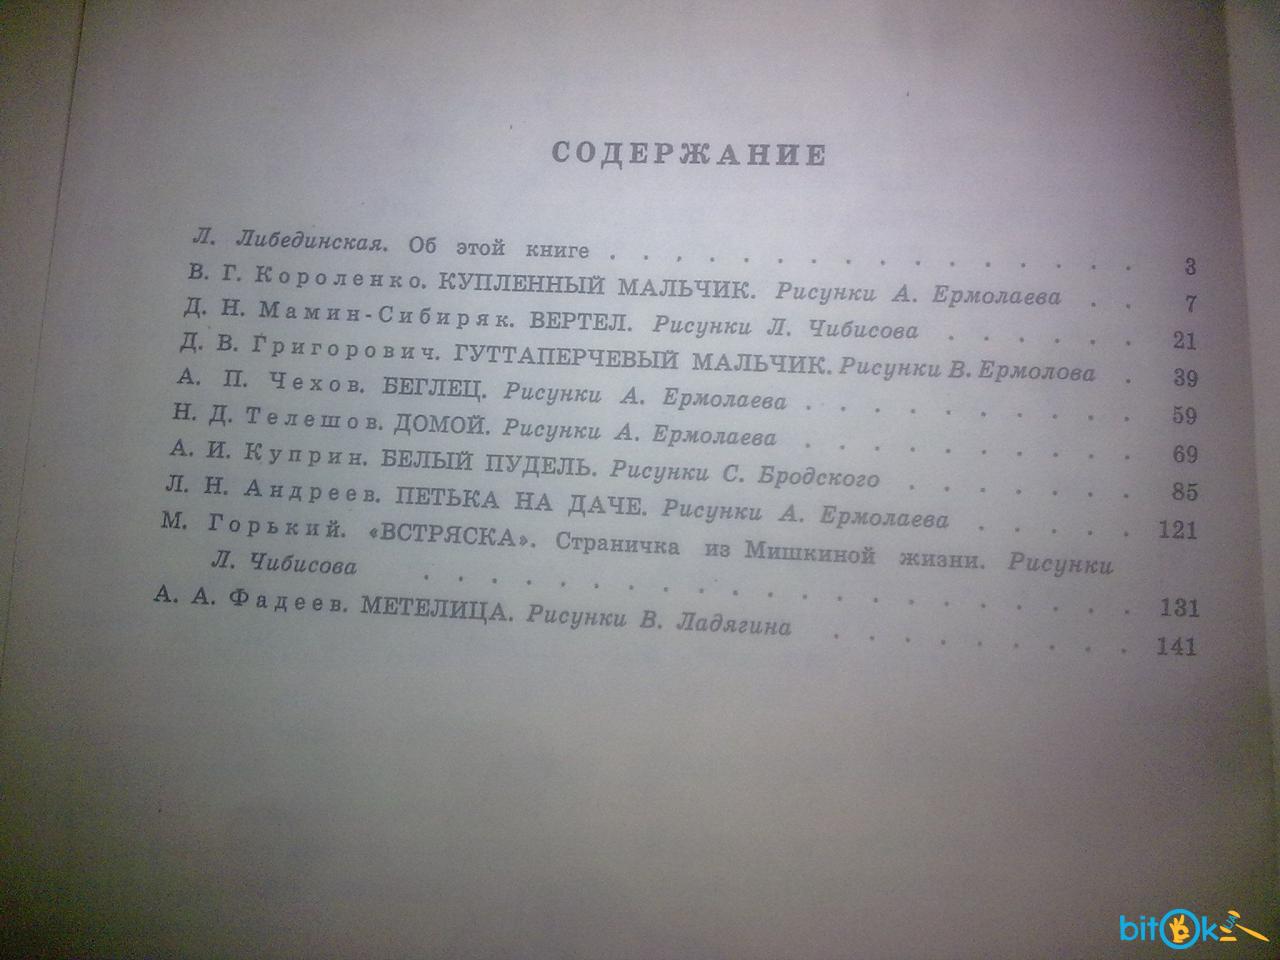 СОДЕРЖАНИЕ
Л. Либединская. Об этой книге . . . . . . . . . . . . . . . . 3
В. Г. Короленко. КУПЛЕННЫЙ МАЛЬЧИК. Рисунки А. Ермолаева . . 7
Д. Н. Мамин-Сибиряк. ВЕРТЕЛ. Рисунки Л. Чибисова . . . . . . 21
Д. В. Григорович. ГУТТАПЕРЧЕВЫЙ МАЛЬЧИК. Рисунки В. Ермолова . 39
А. П. Чехов. БЕГЛЕЦ. Рисунки А. Ермолаева . . . . . . . . . . 59
Н. Д. Телешов. ДОМОЙ. Рисунки А. Ермолаева . . . . . . . . . . 69
А. И. Куприн. БЕЛЫЙ ПУДЕЛЬ. Рисунки С. Бродского . . . . . . . 85
Л. Н. Андреев. ПЕТЬКА НА ДАЧЕ. Рисунки А. Ермолаева . . . . . 121
М. Горький. «ВСТРЯСКА». Страничка из Мишкиной жизни. Рисунки
Л. Чибисова . . . . . . . . . . . . . . . . . . . . . 131
А. А. Фадеев. МЕТЕЛИЦА. Рисунки В. Ладягина . . . . . . . . . 141
bitOk.UA